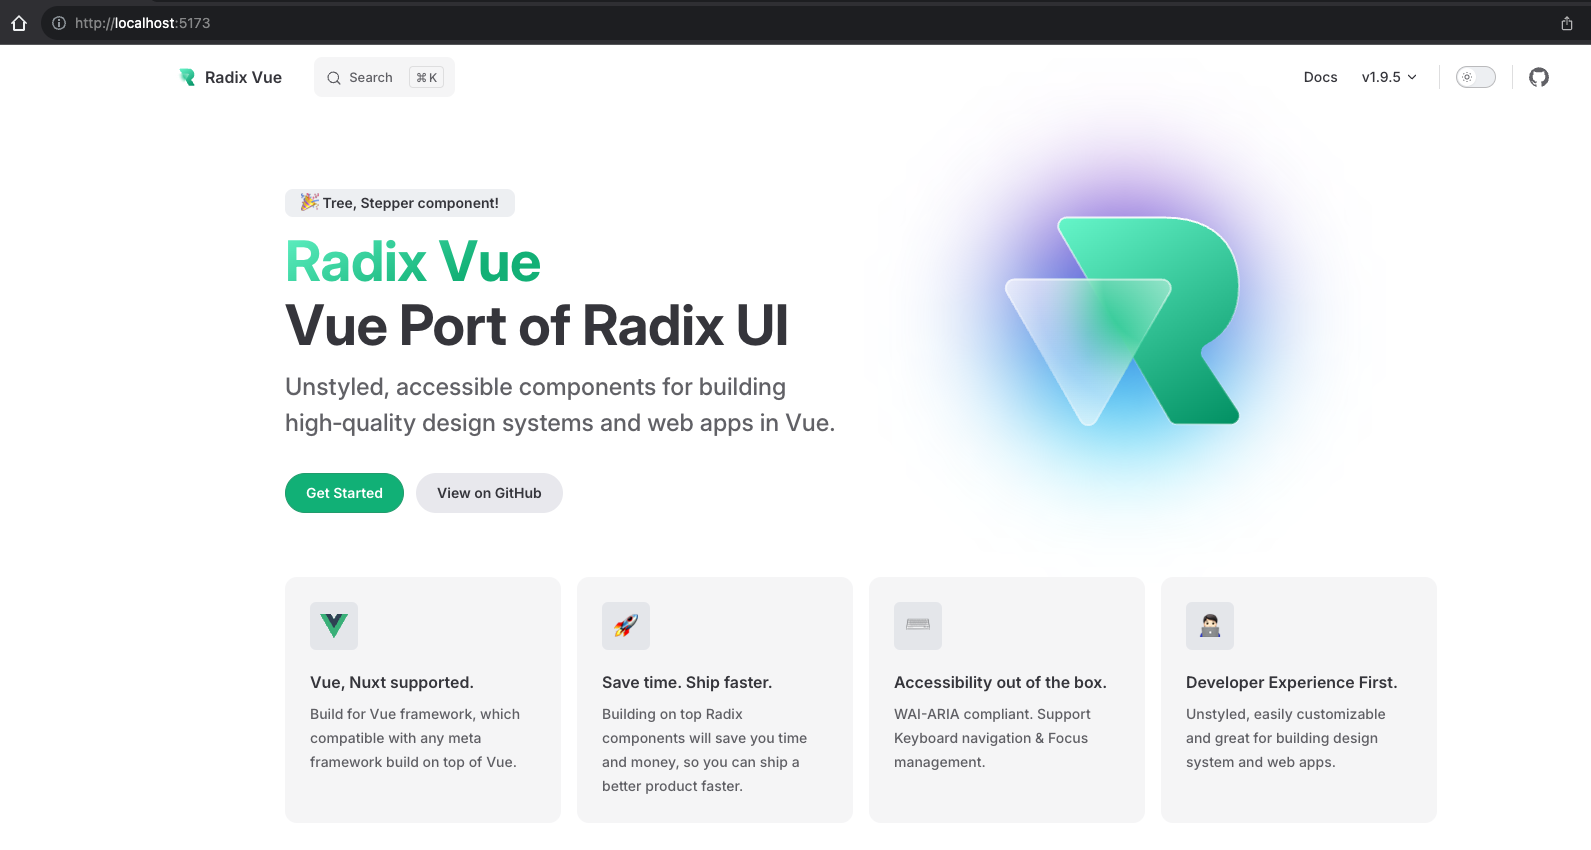 http://localhost:5173
Radix Vue
Search
⌘ K
Docs
v1.9.5
🎉 Tree, Stepper component!
Radix Vue
Vue Port of Radix UI
Unstyled, accessible components for building
high-quality design systems and web apps in Vue.
Get Started
View on GitHub
Vue, Nuxt supported.
Build for Vue framework, which
compatible with any meta
framework build on top of Vue.
Save time. Ship faster.
Building on top Radix
components will save you time
and money, so you can ship a
better product faster.
Accessibility out of the box.
WAI-ARIA compliant. Support
Keyboard navigation & Focus
management.
Developer Experience First.
Unstyled, easily customizable
and great for building design
system and web apps.